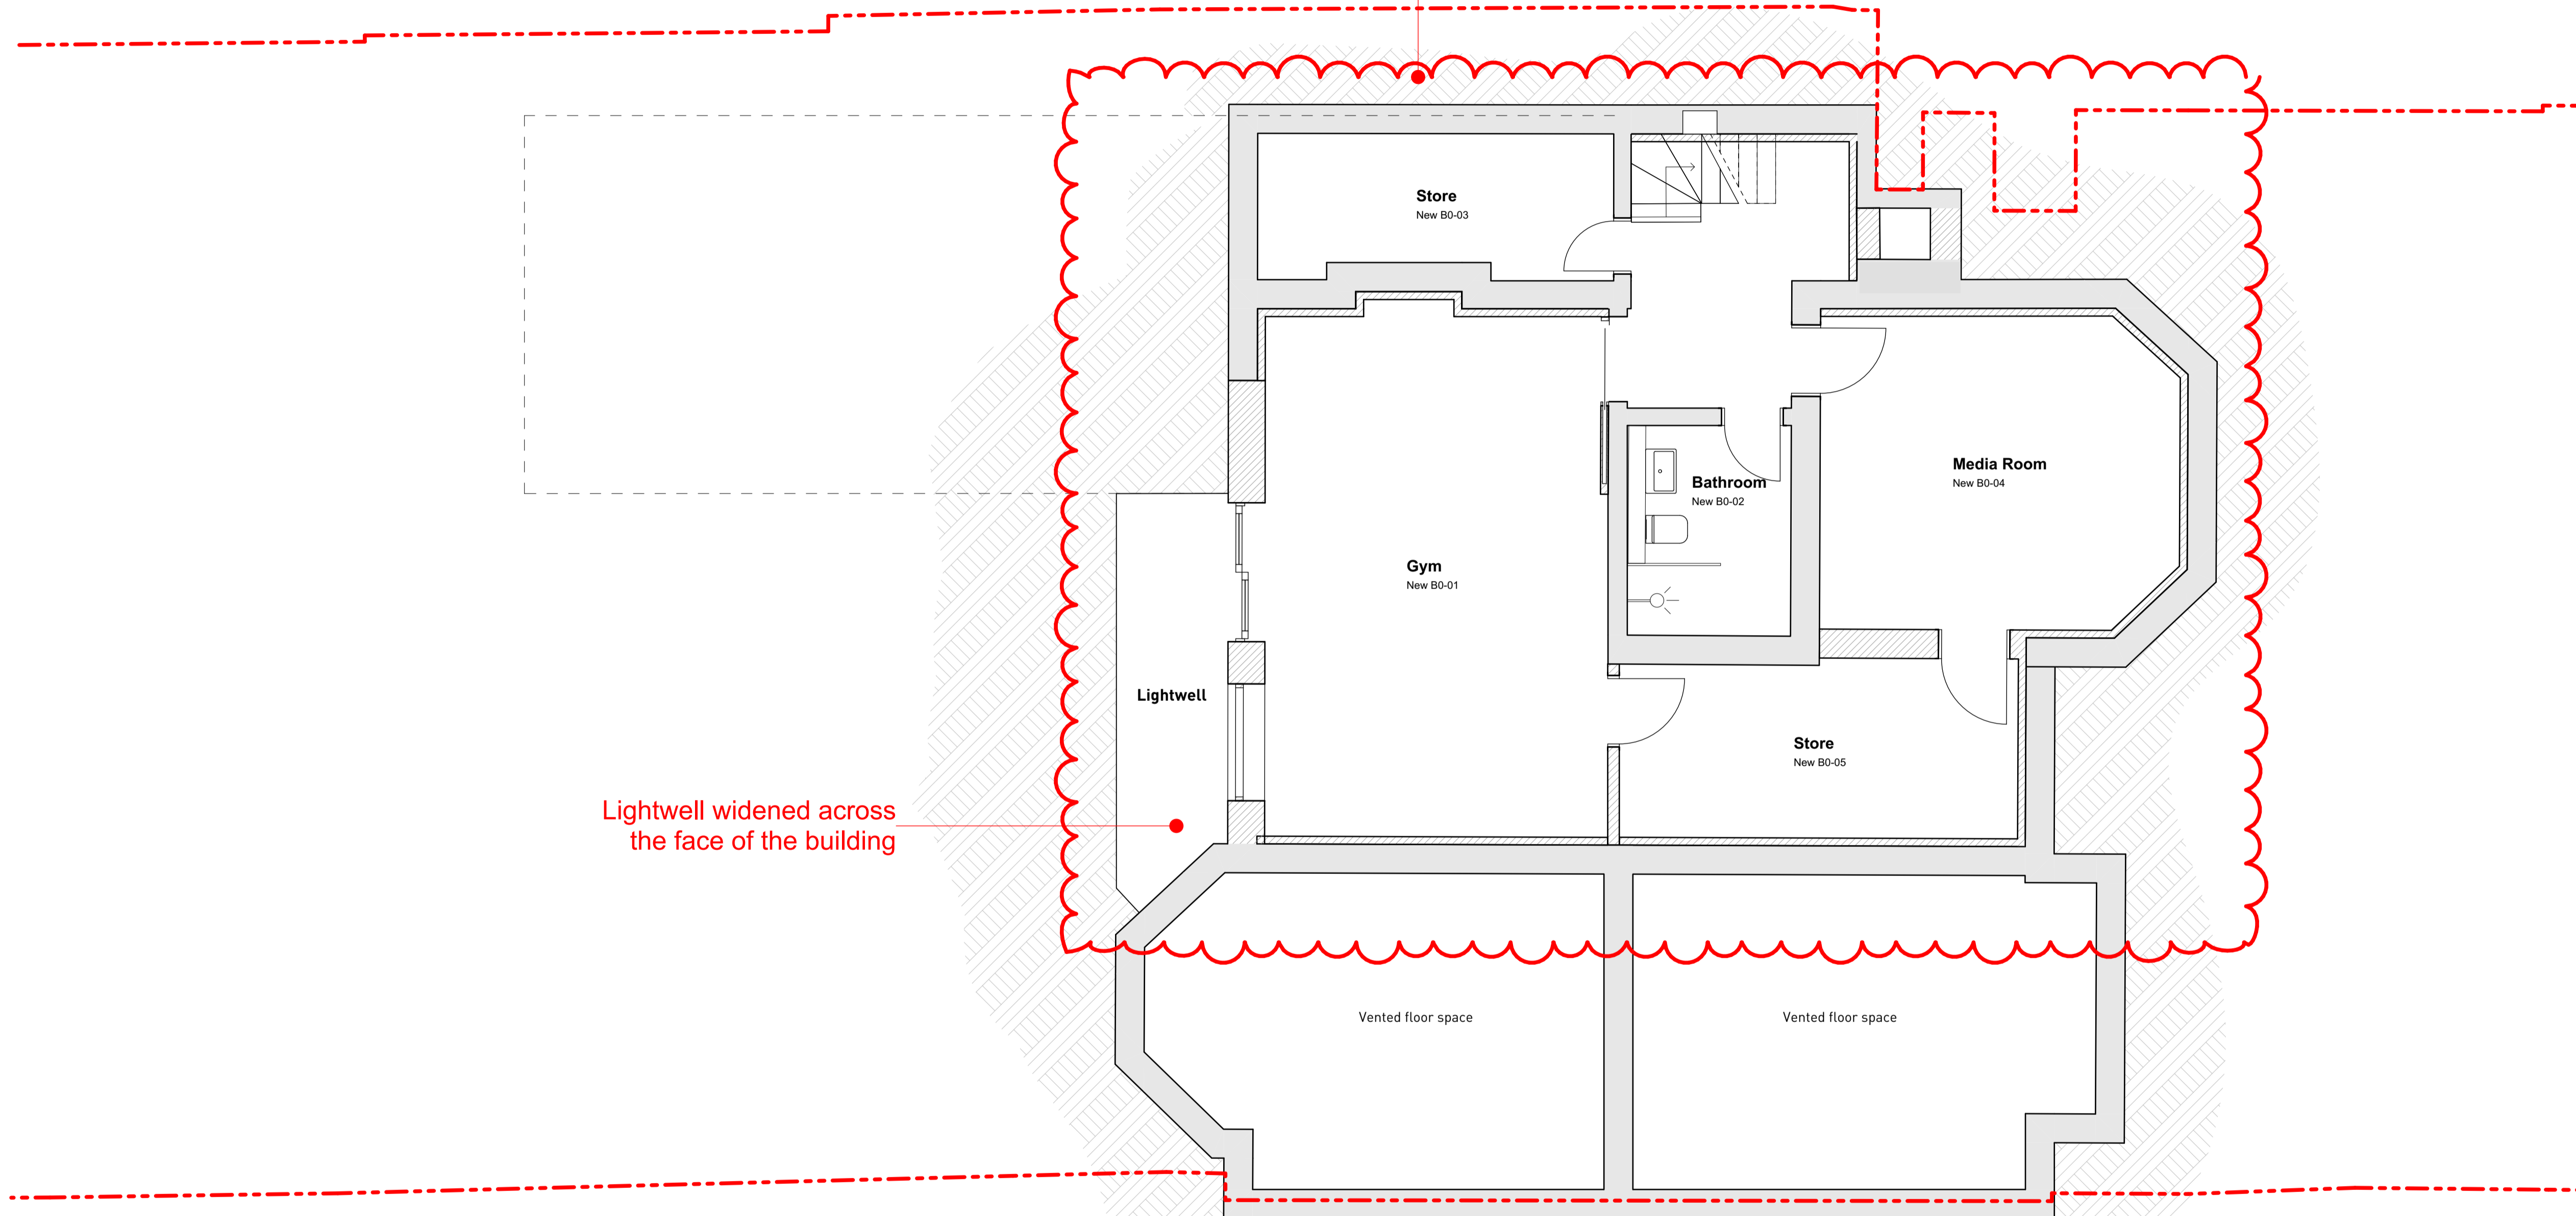 Store
New B0-03
Media Room
New B0-04
Bathroom
New B0-02
Gym
New B0-01
Lightwell
Store
New B0-05
Lightwell widened across
the face of the building
Vented floor space
Vented floor space